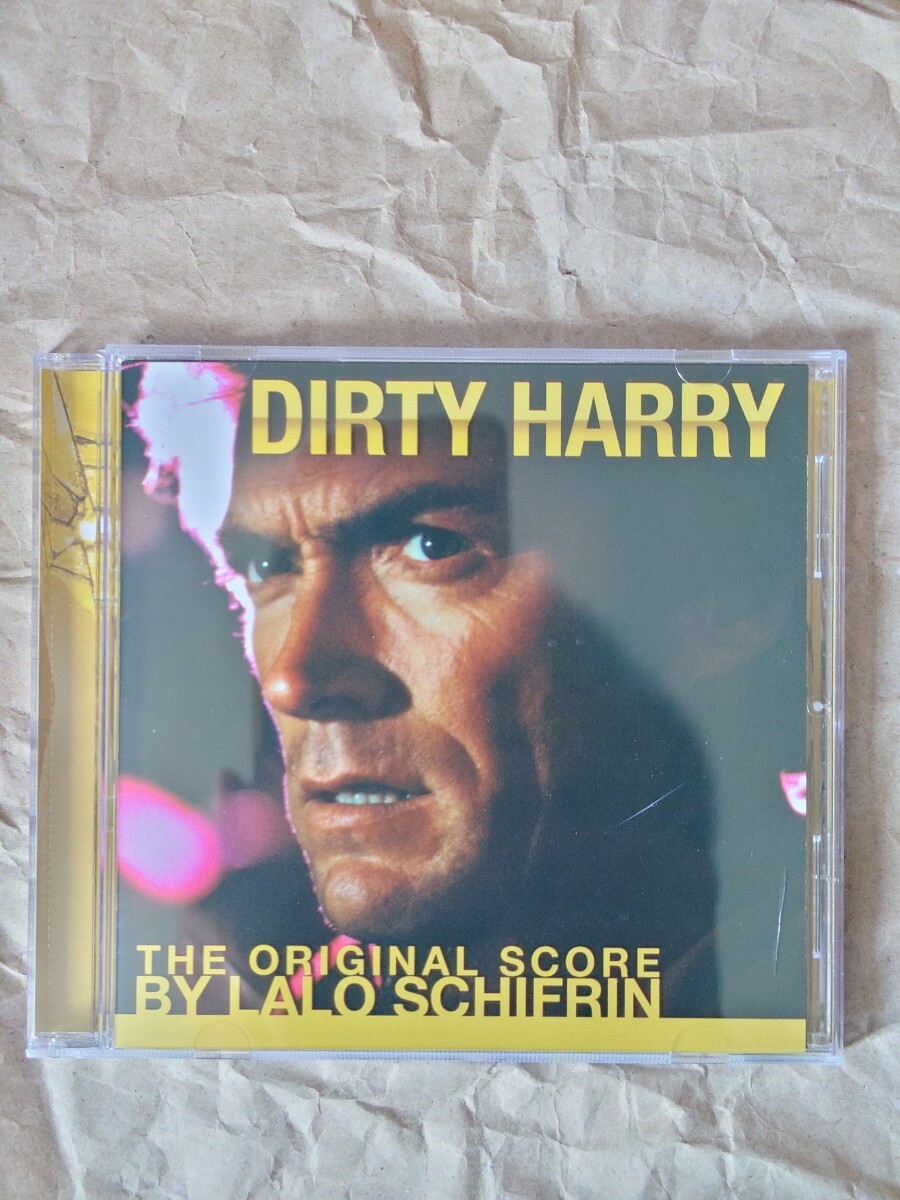 DIRTY HARRY
THE ORIGINAL SCORE
BY LALO SCHIFRIN